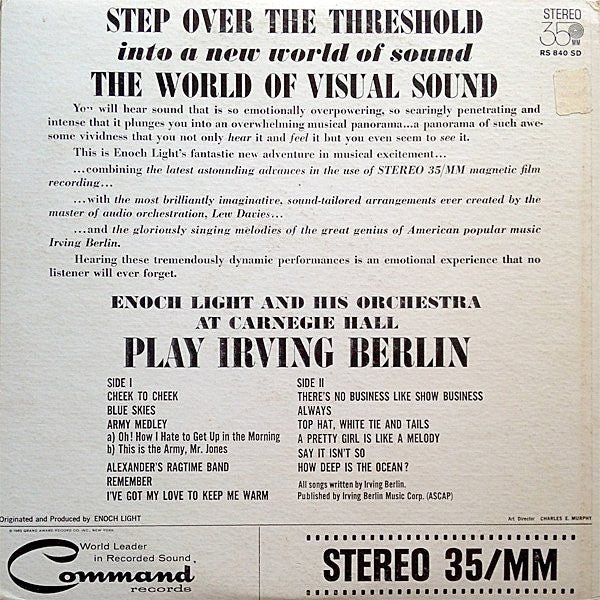 STEP OVER THE THRESHOLD
into a new world of sound
THE WORLD OF VISUAL SOUND
STEREO
35
MM
RS 840 SD
You will hear sound that is so emotionally overpowering, so searingly penetrating and
intense that it plunges you into an overwhelming musical panorama...a panorama of such awe-
some vividness that you not only hear it and feel it but you even seem to see it.
This is Enoch Light's fantastic new adventure in musical excitement...
...combining the latest astounding advances in the use of STEREO 35/MM magnetic film
recording...
...with the most brilliantly imaginative, sound-tailored arrangements ever created by the
master of audio orchestration, Lew Davies...
...and the gloriously singing melodies of the great genius of American popular music
Irving Berlin.
Hearing these tremendously dynamic performances is an emotional experience that no
listener will ever forget.
ENOCH LIGHT AND HIS ORCHESTRA
AT CARNEGIE HALL
PLAY IRVING BERLIN
SIDE I
CHEEK TO CHEEK
BLUE SKIES
ARMY MEDLEY
a) Oh! How I Hate to Get Up in the Morning
b) This is the Army, Mr. Jones
ALEXANDER'S RAGTIME BAND
REMEMBER
I'VE GOT MY LOVE TO KEEP ME WARM
SIDE II
THERE'S NO BUSINESS LIKE SHOW BUSINESS
ALWAYS
TOP HAT, WHITE TIE AND TAILS
A PRETTY GIRL IS LIKE A MELODY
SAY IT ISN'T SO
HOW DEEP IS THE OCEAN?
All songs written by Irving Berlin.
Published by Irving Berlin Music Corp. (ASCAP)
Originated and Produced by ENOCH LIGHT
Art Director CHARLES E. MURPHY
GRAND AWARD RECORD CO. INC., NEW YORK
World Leader
in Recorded Sound
Command
records
STEREO 35/MM